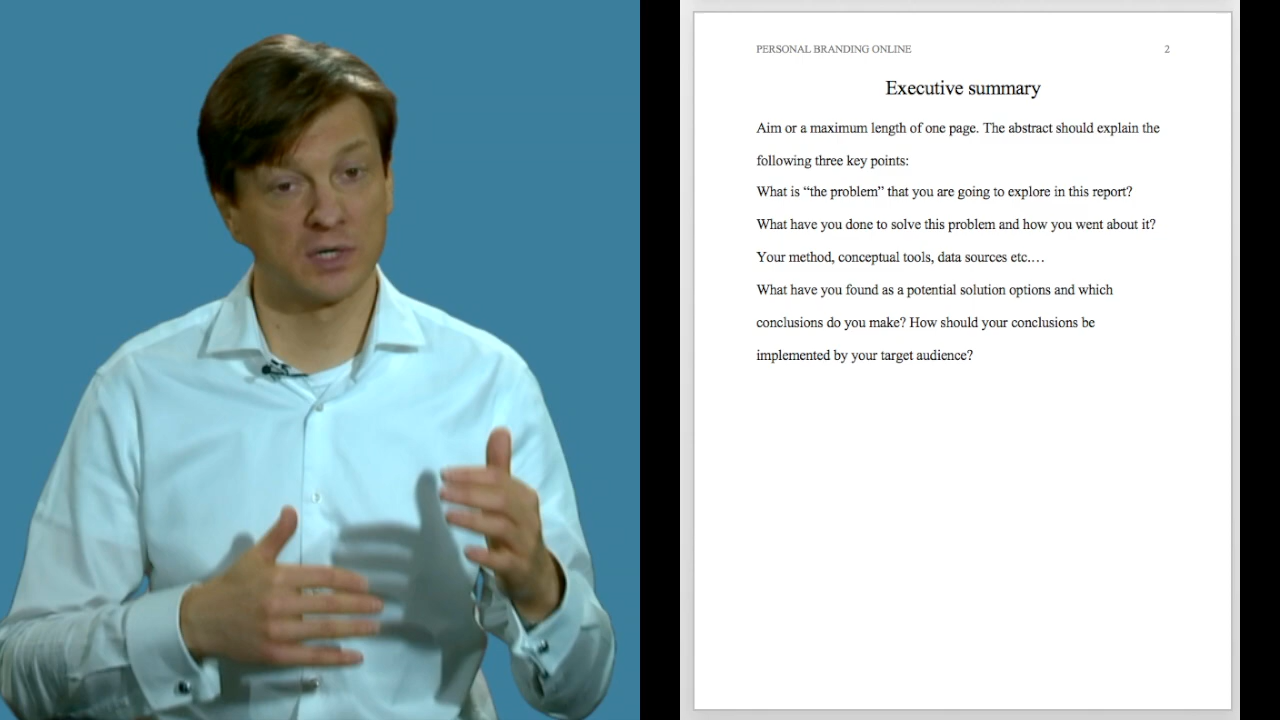 PERSONAL BRANDING ONLINE 2
Executive summary
Aim or a maximum length of one page. The abstract should explain the
following three key points:
What is “the problem” that you are going to explore in this report?
What have you done to solve this problem and how you went about it?
Your method, conceptual tools, data sources etc.…
What have you found as a potential solution options and which
conclusions do you make? How should your conclusions be
implemented by your target audience?